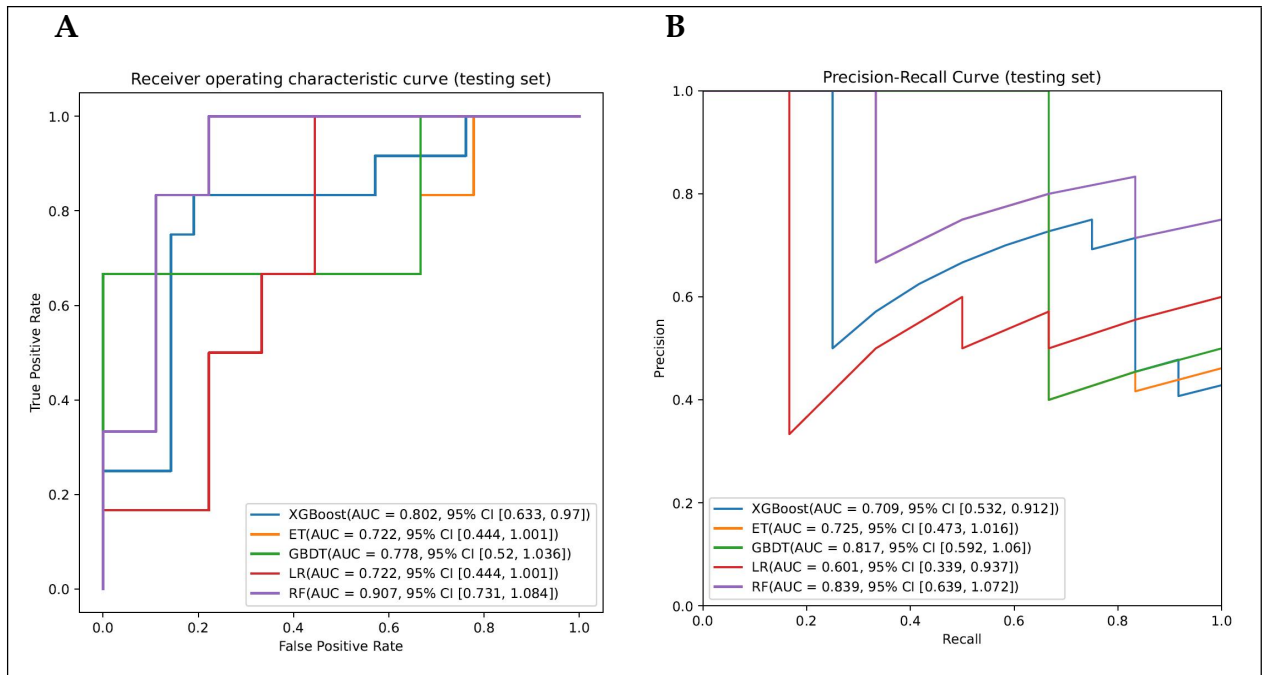 A
Receiver operating characteristic curve (testing set)
True Positive Rate
1.0
0.8
0.6
0.4
0.2
0.0
XGBoost(AUC = 0.802, 95% CI [0.633, 0.97])
ET(AUC = 0.722, 95% CI [0.444, 1.001])
GBDT(AUC = 0.778, 95% CI [0.52, 1.036])
LR(AUC = 0.722, 95% CI [0.444, 1.001])
RF(AUC = 0.907, 95% CI [0.731, 1.084])
0.0 0.2 0.4 0.6 0.8 1.0
False Positive Rate
B
Precision-Recall Curve (testing set)
Precision
1.0
0.8
0.6
0.4
0.2
0.0
XGBoost(AUC = 0.709, 95% CI [0.532, 0.912])
ET(AUC = 0.725, 95% CI [0.473, 1.016])
GBDT(AUC = 0.817, 95% CI [0.592, 1.06])
LR(AUC = 0.601, 95% CI [0.339, 0.937])
RF(AUC = 0.839, 95% CI [0.639, 1.072])
0.0 0.2 0.4 0.6 0.8 1.0
Recall